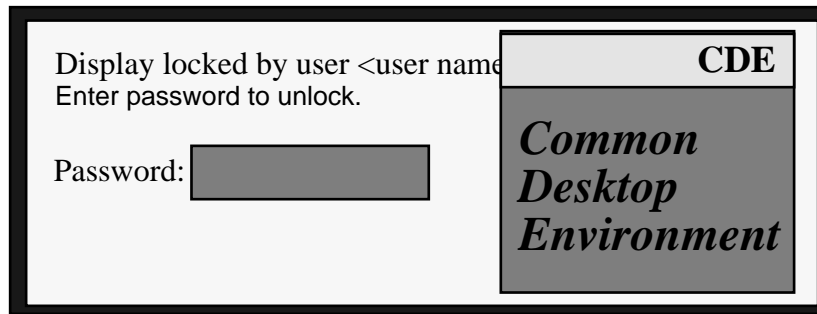 Display locked by user <user name
Enter password to unlock.
Password:
CDE
Common
Desktop
Environment